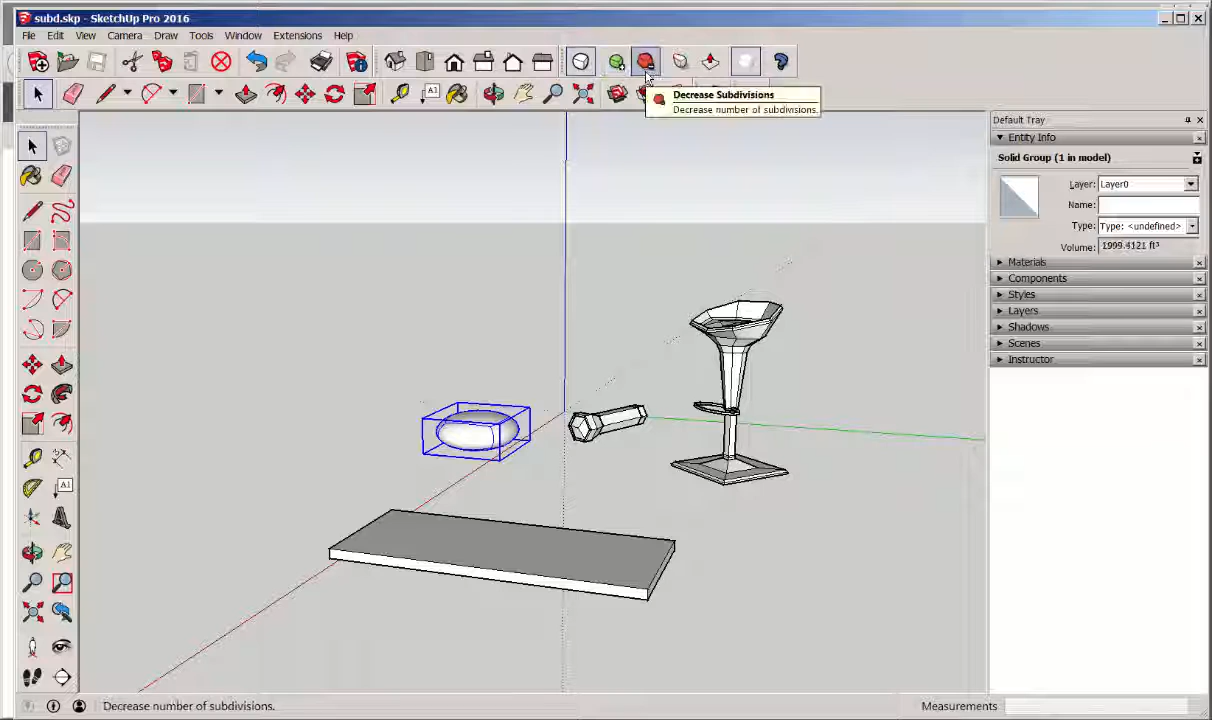 subd.skp - SketchUp Pro 2016
File Edit View Camera Draw Tools Window Extensions Help
A1
Decrease Subdivisions
Decrease number of subdivisions.
Default Tray
Entity Info
Solid Group (1 in model)
Layer: Layer0
Name:
Type: Type: <undefined>
Volume: 1999.4121 ft³
Materials
Components
Styles
Layers
Shadows
Scenes
Instructor
A1
Decrease number of subdivisions.
Measurements